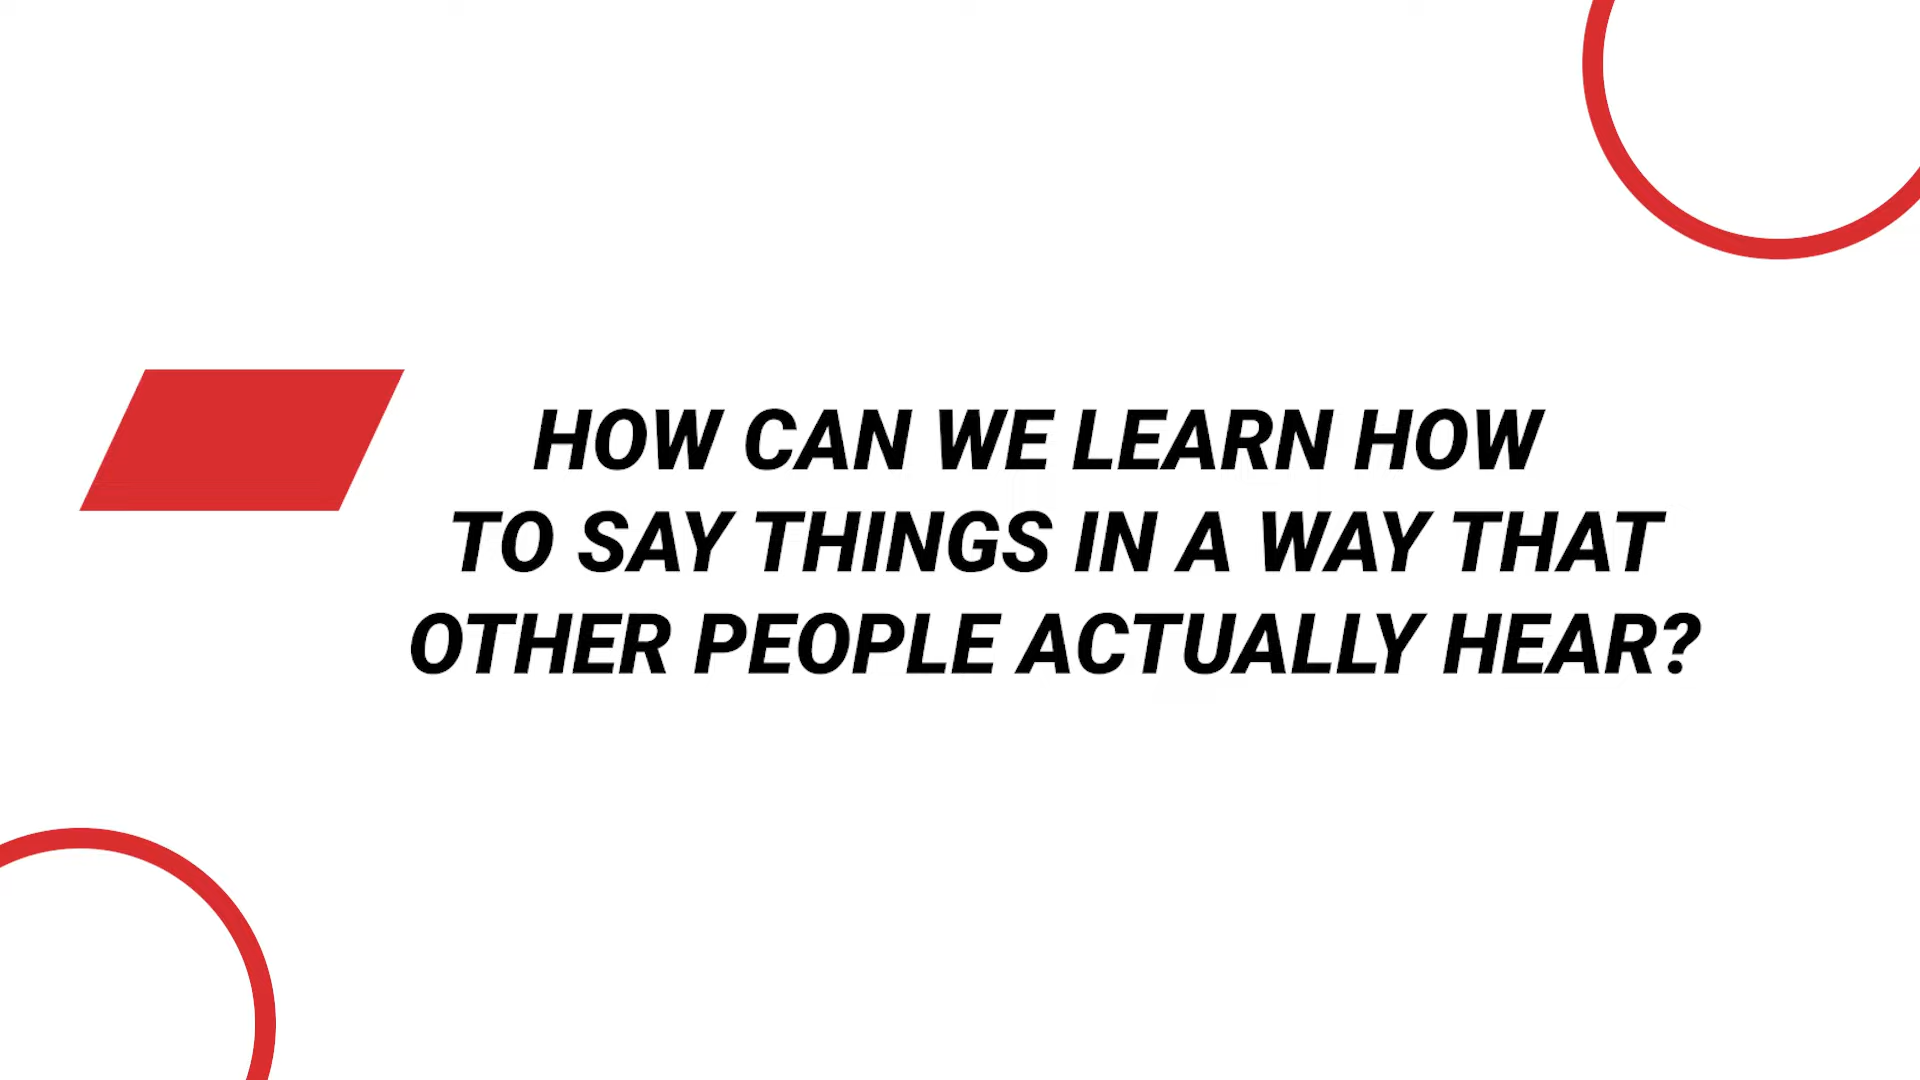 HOW CAN WE LEARN HOW
TO SAY THINGS IN A WAY THAT
OTHER PEOPLE ACTUALLY HEAR?